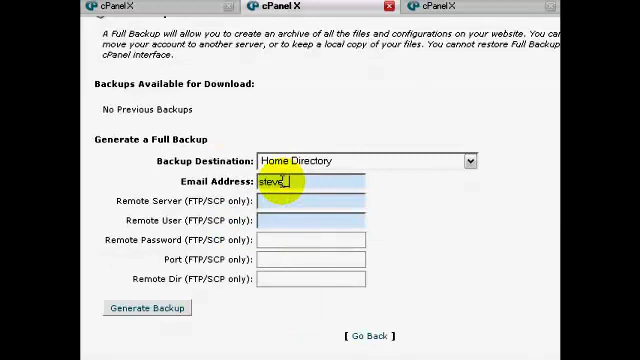 cPanel X
cPanel X
cPanel X
A Full Backup will allow you to create an archive of all the files and configurations on your website. You can
move your account to another server, or to keep a local copy of your files. You cannot restore Full Backup
cPanel interface.
Backups Available for Download:
No Previous Backups
Generate a Full Backup
Backup Destination: Home Directory
Email Address: steve
Remote Server (FTP/SCP only):
Remote User (FTP/SCP only):
Remote Password (FTP/SCP only):
Port (FTP/SCP only):
Remote Dir (FTP/SCP only):
Generate Backup
[ Go Back ]